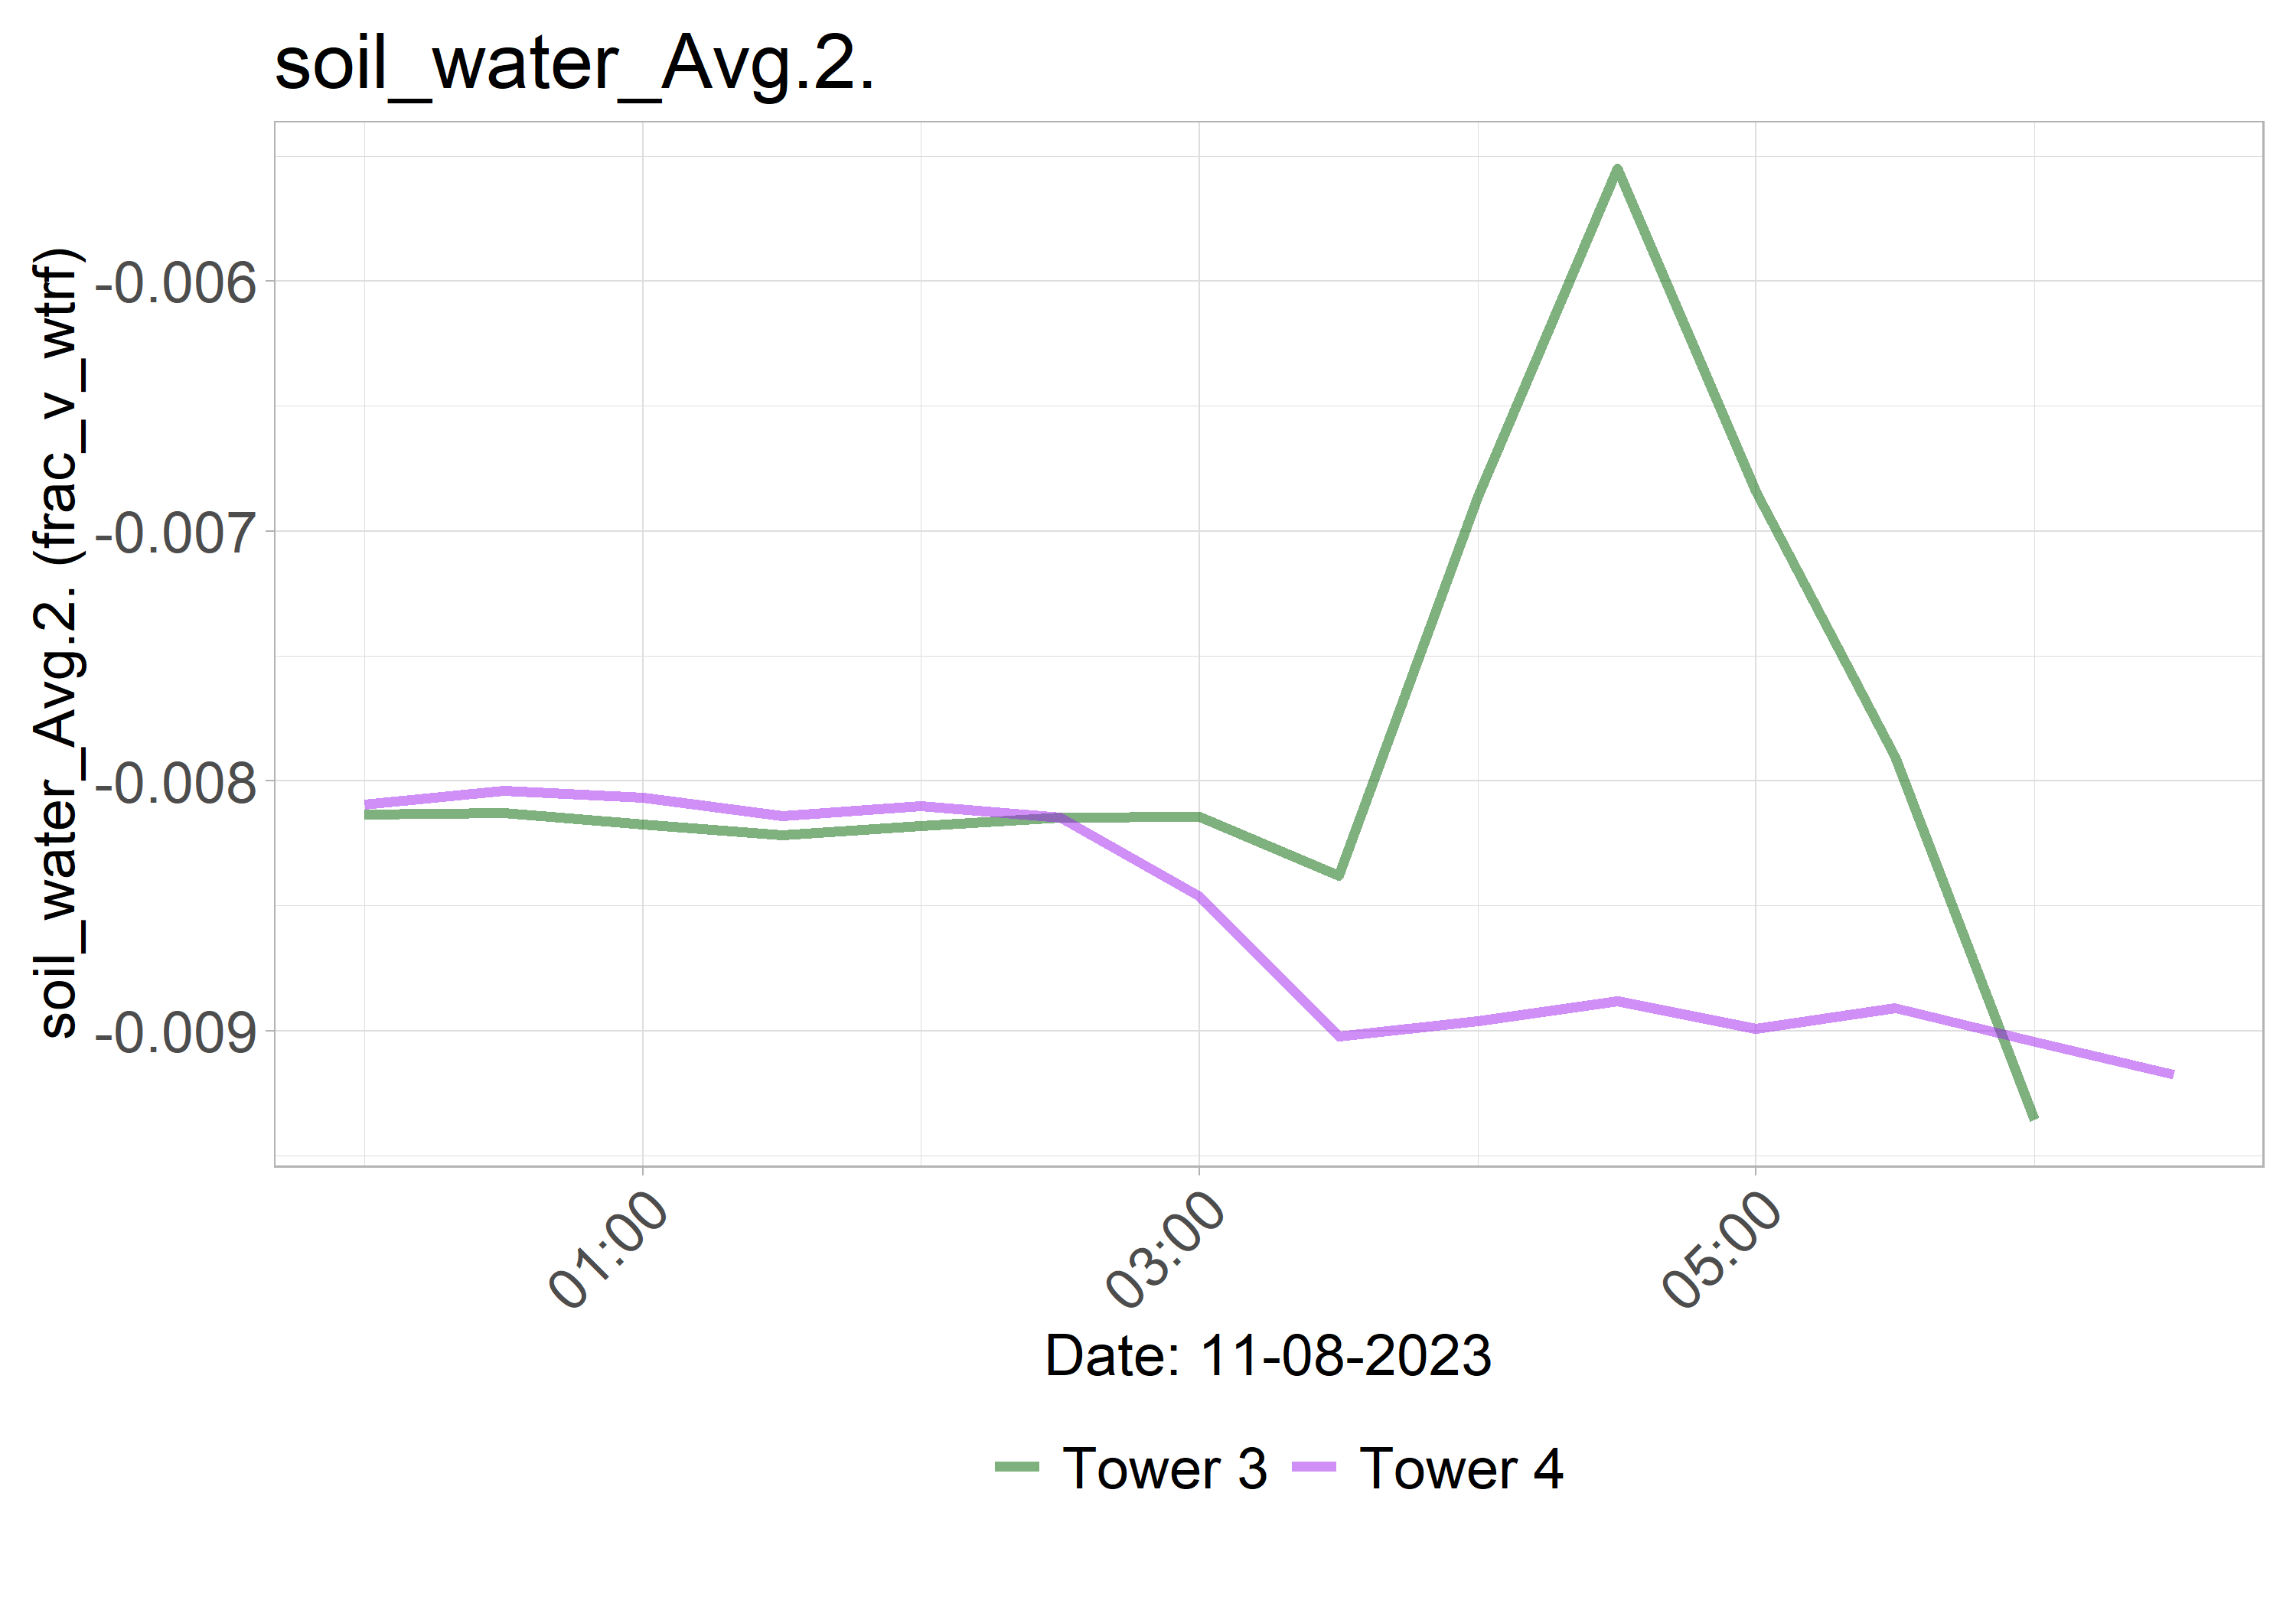 soil_water_Avg.2.
soil_water_Avg.2. (frac_v_wtrf)
-0.006
-0.007
-0.008
-0.009
01:00
03:00
05:00
Date: 11-08-2023
Tower 3
Tower 4